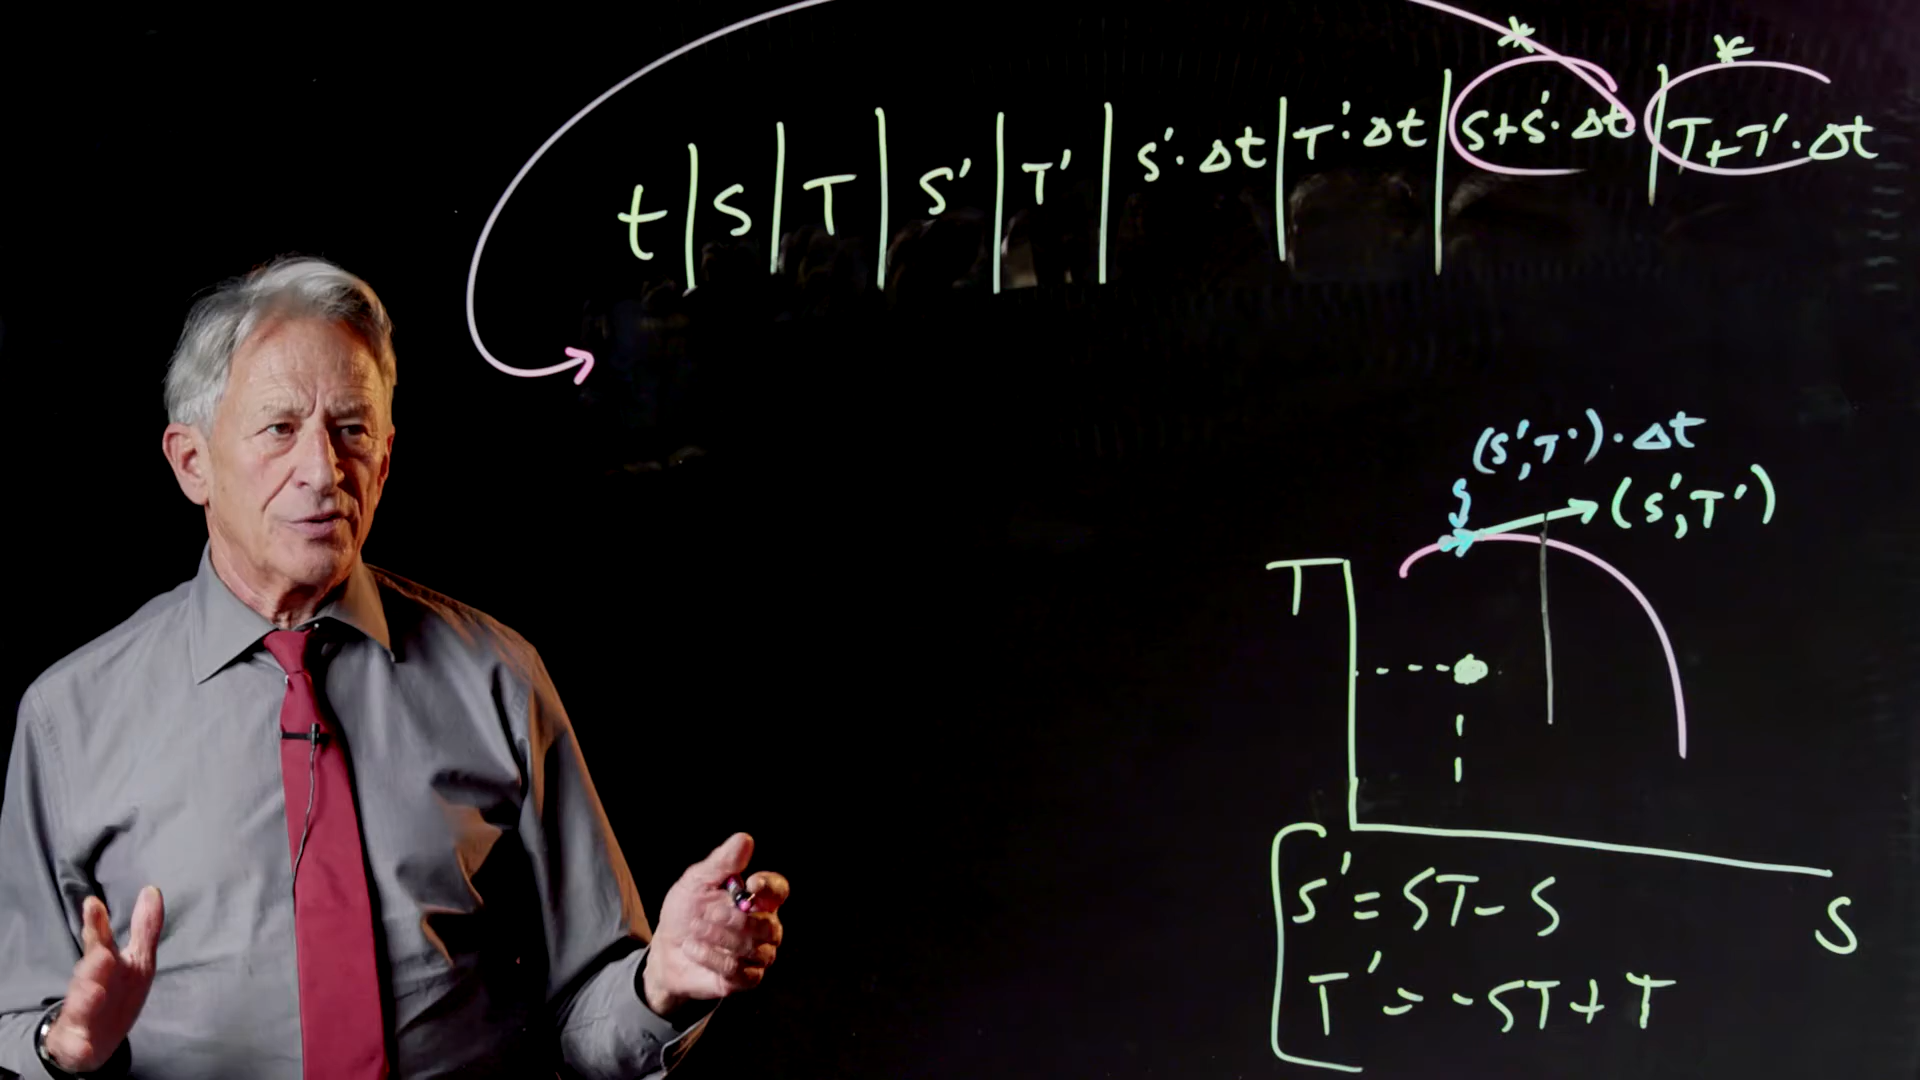 * *
t | S | T | S' | T' | S'·Δt | T'·Δt | S+S'·Δt | T+T'·Δt
(S',T')·Δt
(S',T')
T
S
S' = ST - S
T' = -ST + T